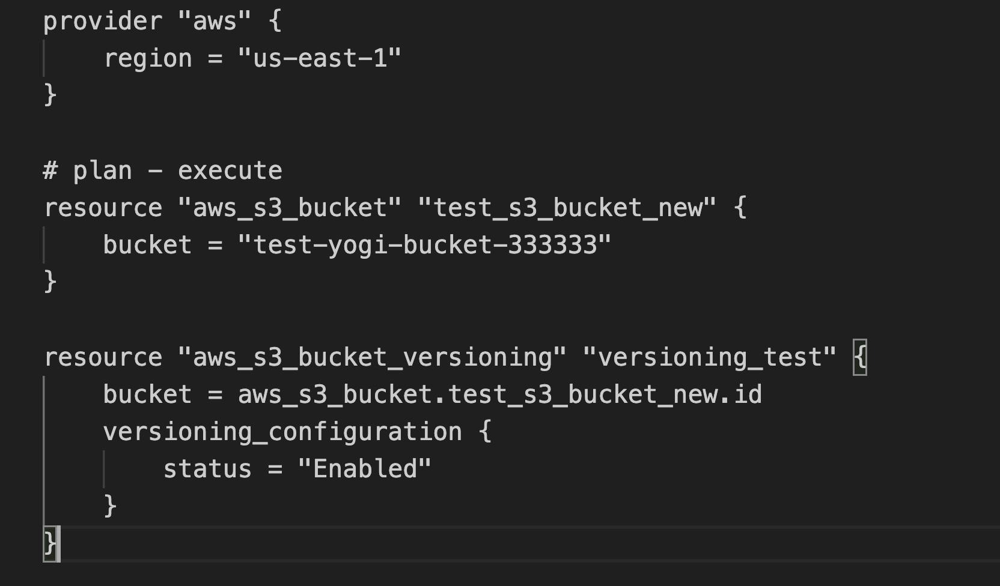 provider "aws" {
    region = "us-east-1"
}
# plan - execute
resource "aws_s3_bucket" "test_s3_bucket_new" {
    bucket = "test-yogi-bucket-333333"
}
resource "aws_s3_bucket_versioning" "versioning_test" {
    bucket = aws_s3_bucket.test_s3_bucket_new.id
    versioning_configuration {
        status = "Enabled"
    }
}